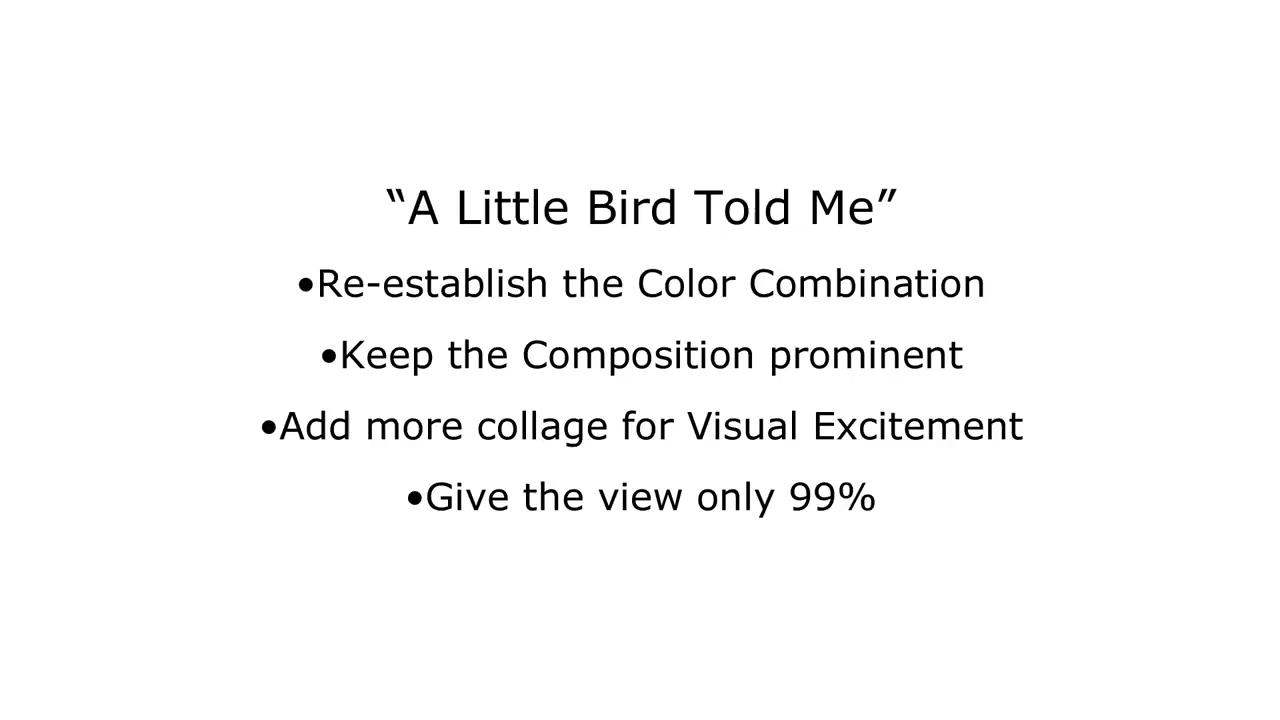 “A Little Bird Told Me”
•Re-establish the Color Combination
•Keep the Composition prominent
•Add more collage for Visual Excitement
•Give the view only 99%